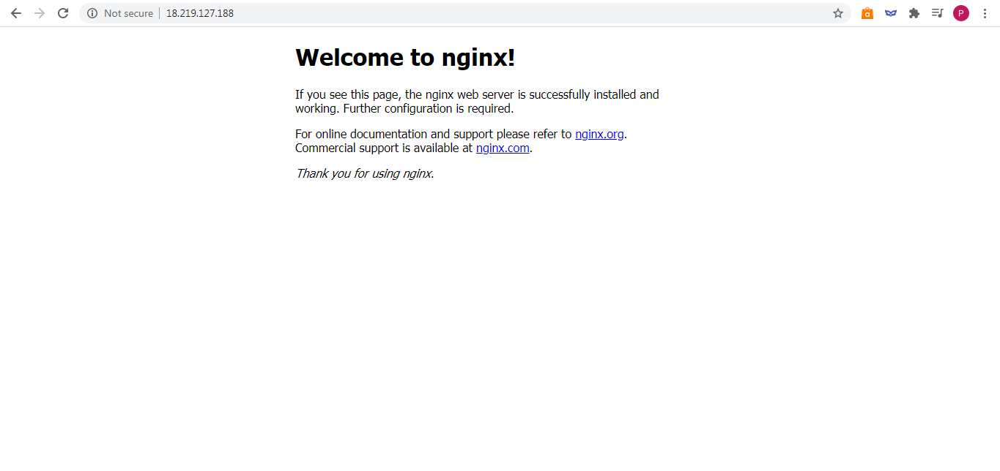 Not secure
18.219.127.188
a
P
Welcome to nginx!
If you see this page, the nginx web server is successfully installed and
working. Further configuration is required.
For online documentation and support please refer to nginx.org.
Commercial support is available at nginx.com.
Thank you for using nginx.